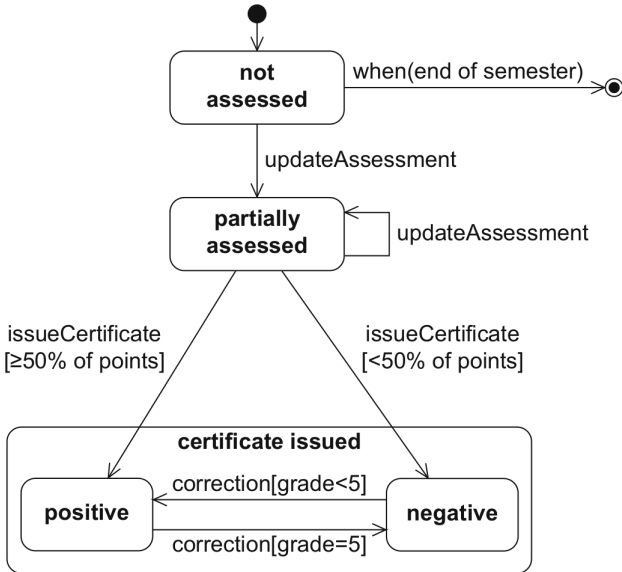 not
assessed
when(end of semester)
updateAssessment
partially
assessed
updateAssessment
issueCertificate
[≥50% of points]
issueCertificate
[<50% of points]
certificate issued
positive
correction[grade<5]
correction[grade=5]
negative